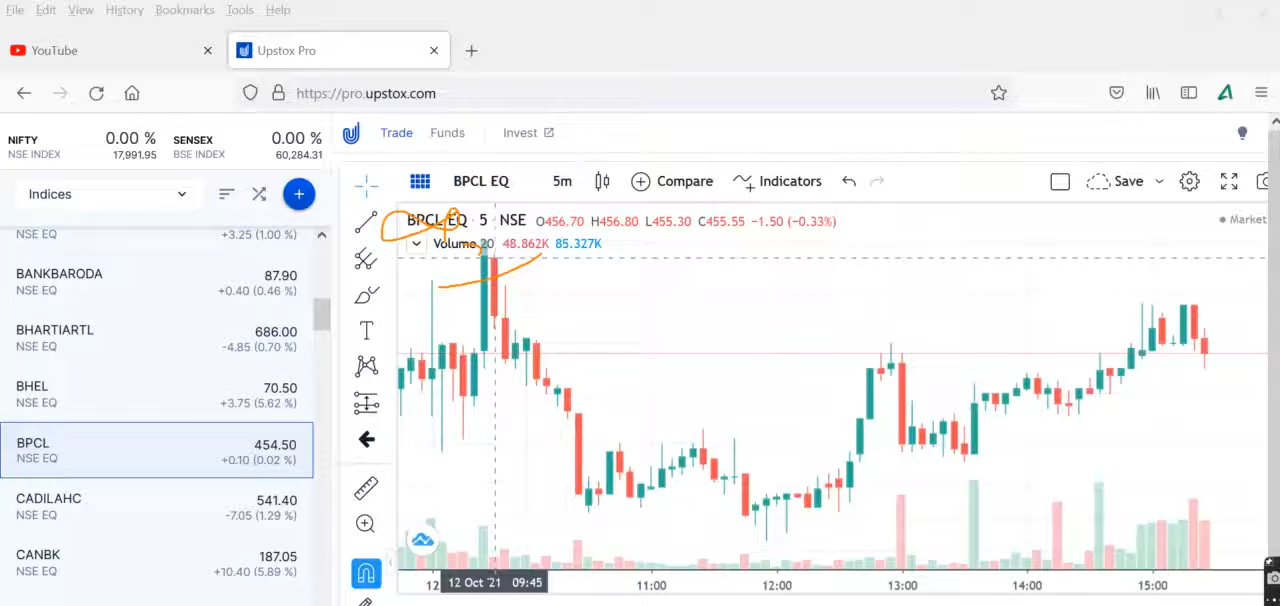 File Edit View History Bookmarks Tools Help
YouTube
Upstox Pro
https://pro.upstox.com
NIFTY 0.00 % SENSEX 0.00 %
NSE INDEX 17,991.95 BSE INDEX 60,284.31
Trade Funds Invest
Indices
BPCL EQ 5m Compare Indicators Save
BPCL EQ · 5 · NSE O456.70 H456.80 L455.30 C455.55 -1.50 (-0.33%)
Market
Volume 20 48.862K 85.327K
NSE EQ +3.25 (1.00 %)
BANKBARODA 87.90
NSE EQ +0.40 (0.46 %)
BHARTIARTL 686.00
NSE EQ -4.85 (0.70 %)
BHEL 70.50
NSE EQ +3.75 (5.62 %)
BPCL 454.50
NSE EQ +0.10 (0.02 %)
CADILAHC 541.40
NSE EQ -7.05 (1.29 %)
CANBK 187.05
NSE EQ +10.40 (5.89 %)
12 12 Oct '21 09:45 11:00 12:00 13:00 14:00 15:00